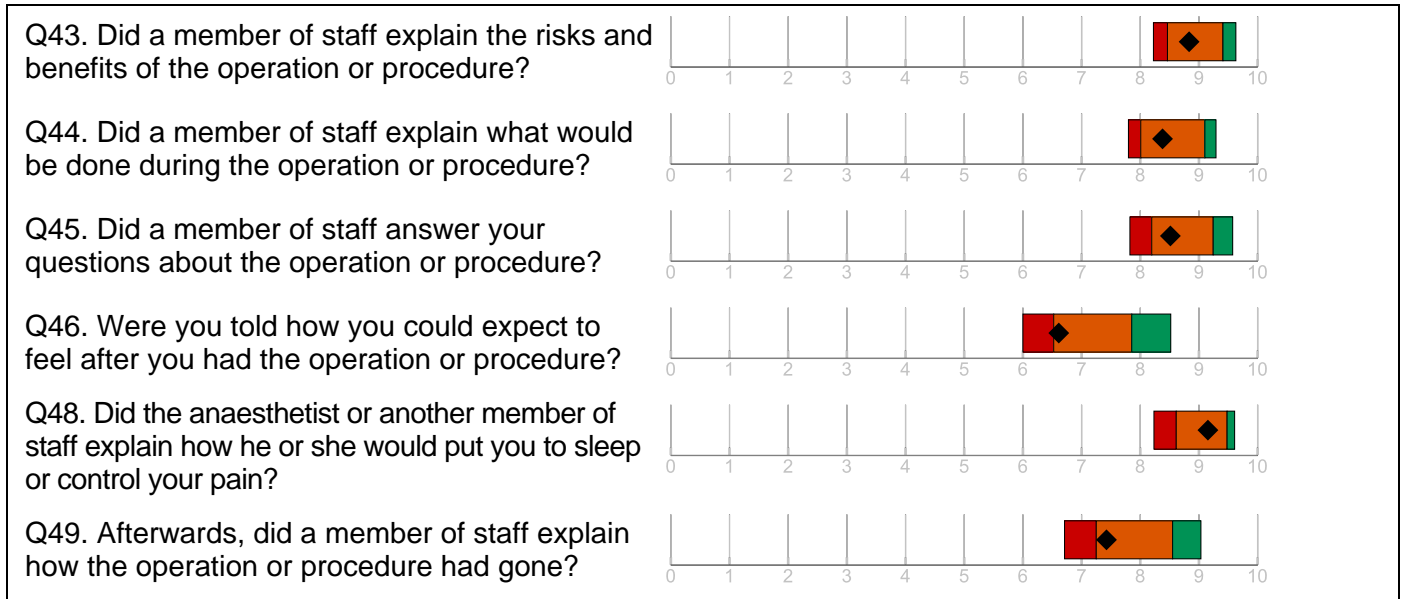 Q43. Did a member of staff explain the risks and
benefits of the operation or procedure?
0 1 2 3 4 5 6 7 8 9 10
Q44. Did a member of staff explain what would
be done during the operation or procedure?
0 1 2 3 4 5 6 7 8 9 10
Q45. Did a member of staff answer your
questions about the operation or procedure?
0 1 2 3 4 5 6 7 8 9 10
Q46. Were you told how you could expect to
feel after you had the operation or procedure?
0 1 2 3 4 5 6 7 8 9 10
Q48. Did the anaesthetist or another member of
staff explain how he or she would put you to sleep
or control your pain?
0 1 2 3 4 5 6 7 8 9 10
Q49. Afterwards, did a member of staff explain
how the operation or procedure had gone?
0 1 2 3 4 5 6 7 8 9 10